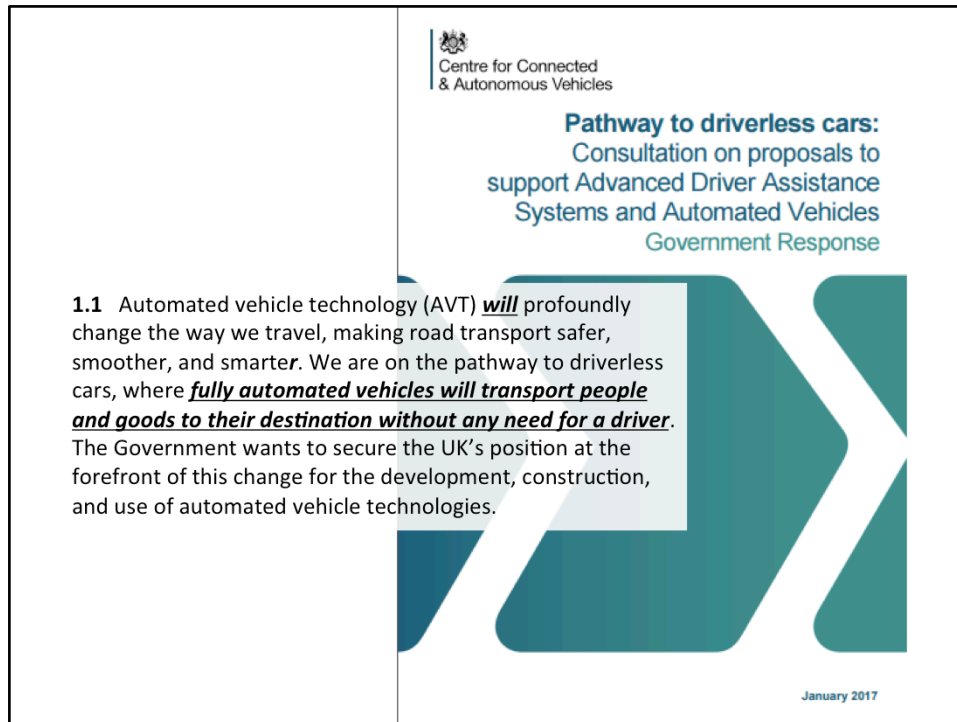 Centre for Connected
& Autonomous Vehicles
Pathway to driverless cars:
Consultation on proposals to
support Advanced Driver Assistance
Systems and Automated Vehicles
Government Response
1.1 Automated vehicle technology (AVT) will profoundly
change the way we travel, making road transport safer,
smoother, and smarter. We are on the pathway to driverless
cars, where fully automated vehicles will transport people
and goods to their destination without any need for a driver.
The Government wants to secure the UK’s position at the
forefront of this change for the development, construction,
and use of automated vehicle technologies.
January 2017